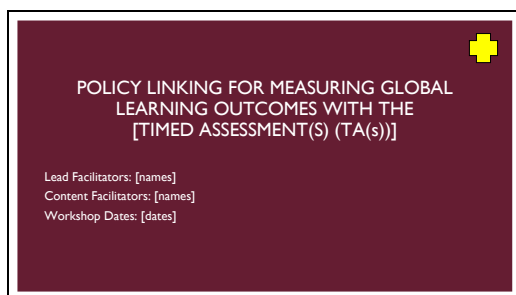 POLICY LINKING FOR MEASURING GLOBAL
LEARNING OUTCOMES WITH THE
[TIMED ASSESSMENT(S) (TA(s))]
Lead Facilitators: [names]
Content Facilitators: [names]
Workshop Dates: [dates]